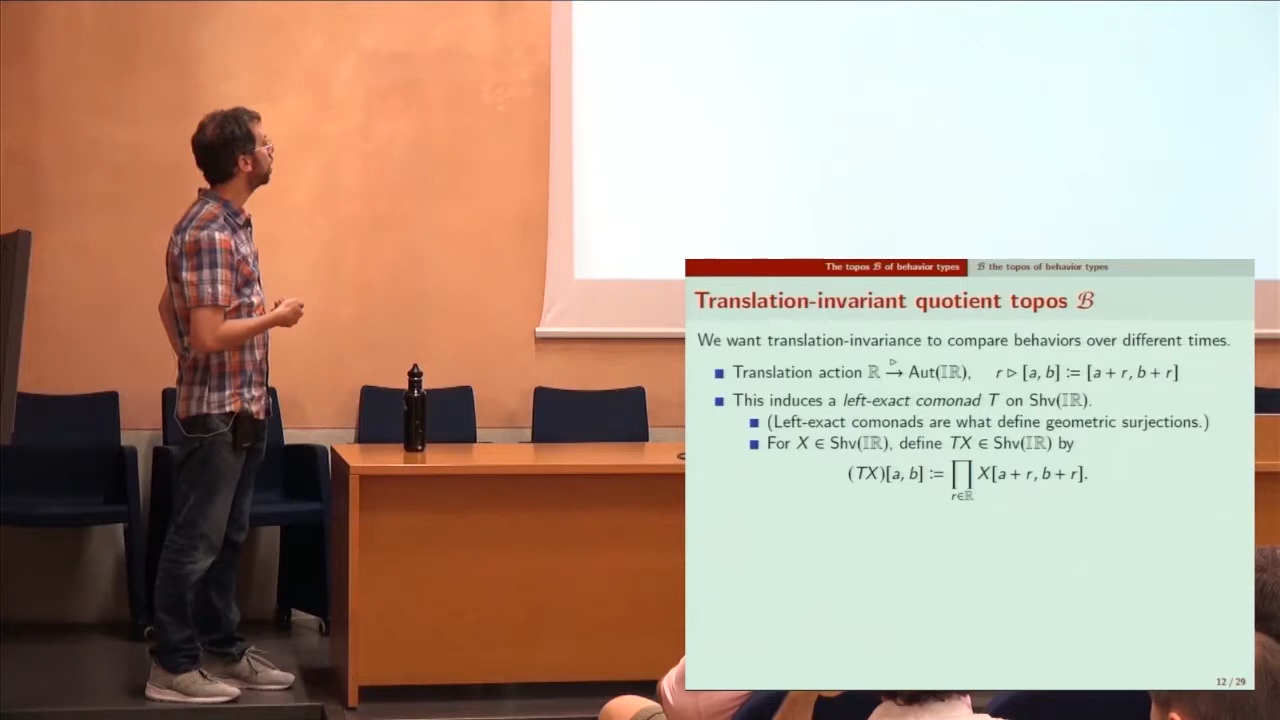 The topos ℬ of behavior types
ℬ the topos of behavior types
Translation-invariant quotient topos ℬ
We want translation-invariance to compare behaviors over different times.
Translation action ℝ →^▷ Aut(𝕀ℝ), r ▷ [a, b] ≔ [a + r, b + r]
This induces a left-exact comonad T on Shv(𝕀ℝ).
(Left-exact comonads are what define geometric surjections.)
For X ∈ Shv(𝕀ℝ), define TX ∈ Shv(𝕀ℝ) by
(TX)[a, b] ≔ ∏ X[a + r, b + r].
r∈ℝ
12 / 29